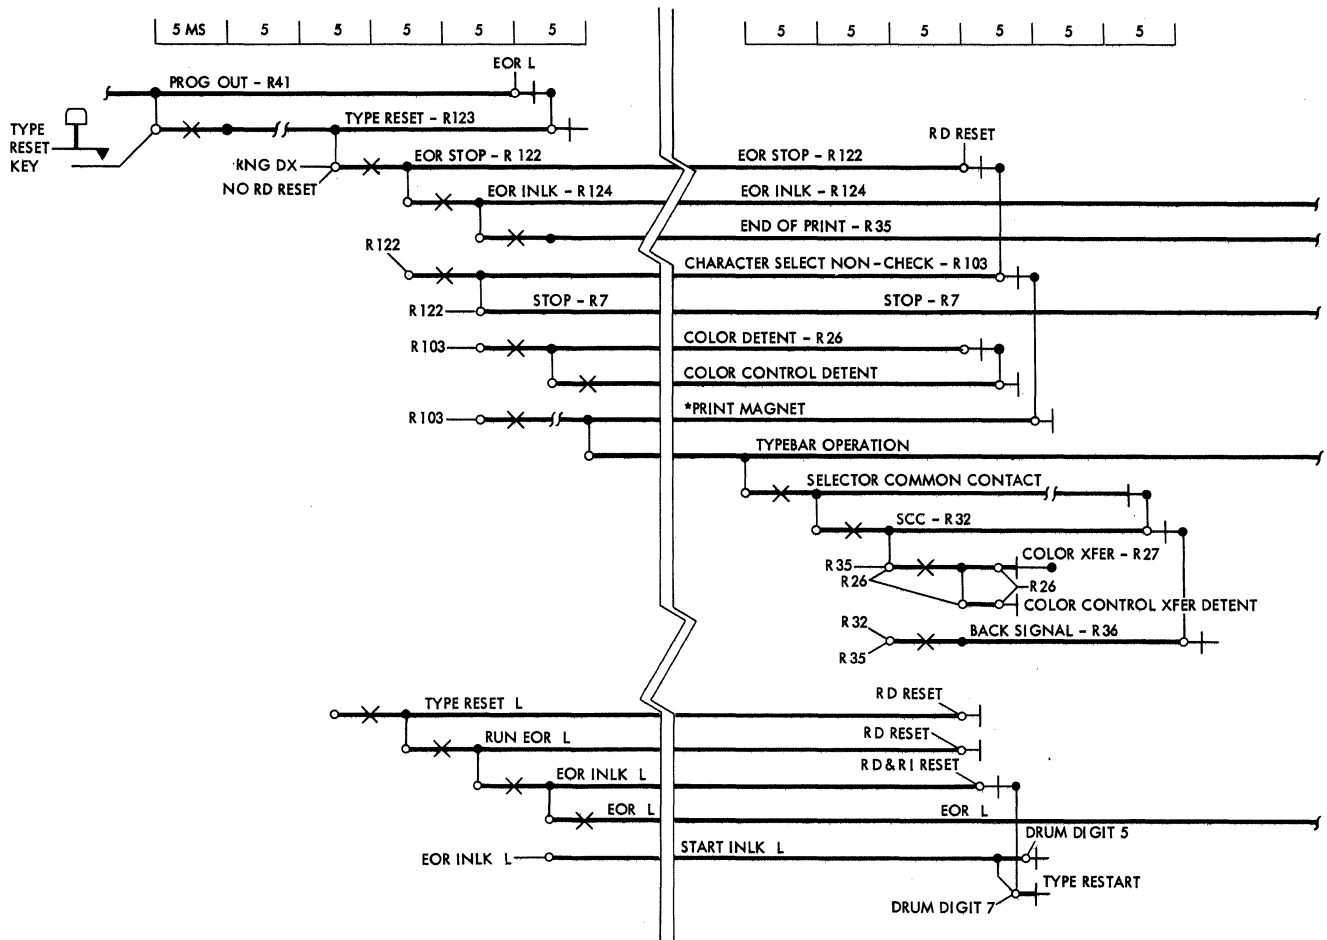 5 MS 5 5 5 5 5 5 5 5 5 5 5
EOR L
PROG OUT - R41
TYPE RESET KEY
TYPE RESET - R123
RD RESET
RNG DX
NO RD RESET
EOR STOP - R 122
EOR STOP - R122
EOR INLK - R124
EOR INLK - R124
END OF PRINT - R35
R122
CHARACTER SELECT NON-CHECK - R103
R122
STOP - R7
STOP - R7
R103
COLOR DETENT - R26
COLOR CONTROL DETENT
R103
*PRINT MAGNET
TYPEBAR OPERATION
SELECTOR COMMON CONTACT
SCC - R32
R35
R26
COLOR XFER - R27
R26
COLOR CONTROL XFER DETENT
R32
R35
BACK SIGNAL - R36
TYPE RESET L
RD RESET
RUN EOR L
RD RESET
EOR INLK L
RD & RI RESET
EOR L
EOR L
EOR INLK L
START INLK L
DRUM DIGIT 5
TYPE RESTART
DRUM DIGIT 7